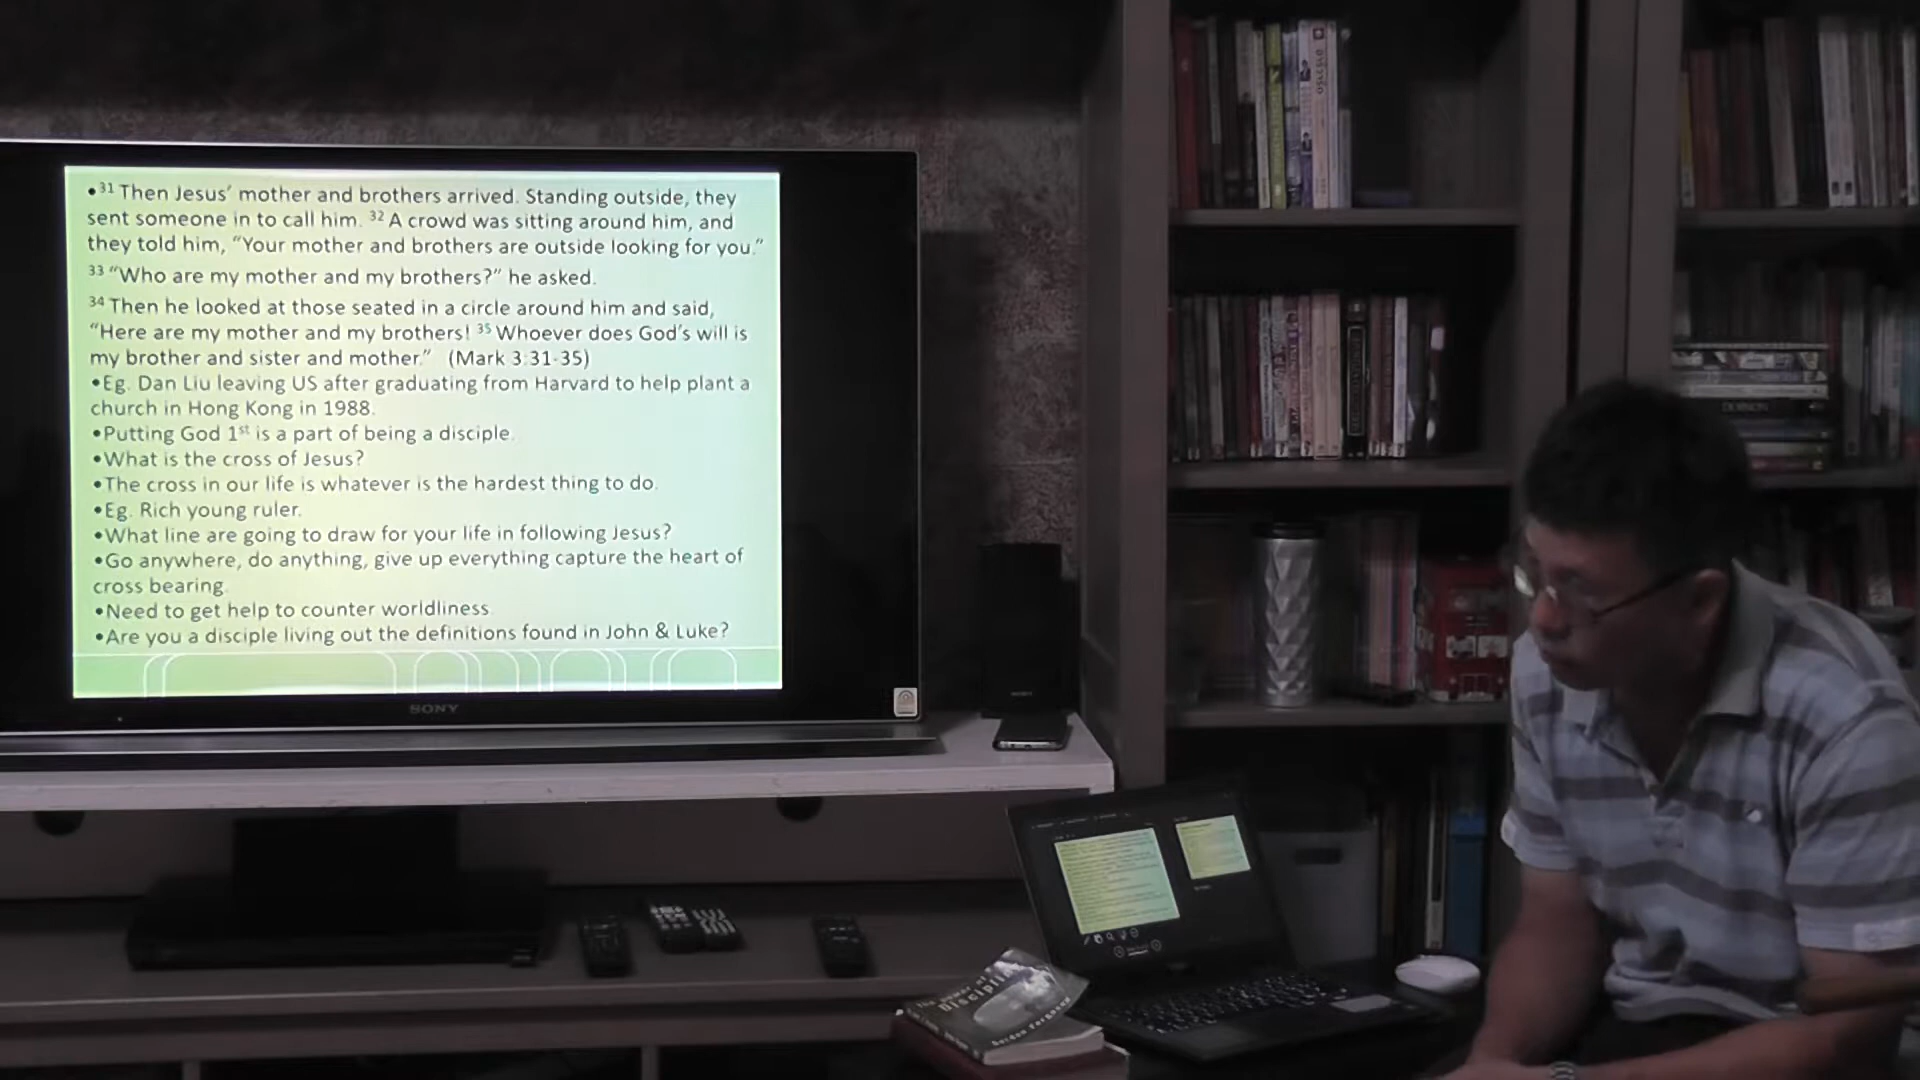 •31 Then Jesus' mother and brothers arrived. Standing outside, they
sent someone in to call him. 32 A crowd was sitting around him, and
they told him, “Your mother and brothers are outside looking for you.”
33 “Who are my mother and my brothers?” he asked.
34 Then he looked at those seated in a circle around him and said,
“Here are my mother and my brothers! 35 Whoever does God's will is
my brother and sister and mother.” (Mark 3:31-35)
•Eg. Dan Liu leaving US after graduating from Harvard to help plant a
church in Hong Kong in 1988.
•Putting God 1st is a part of being a disciple.
•What is the cross of Jesus?
•The cross in our life is whatever is the hardest thing to do.
•Eg. Rich young ruler.
•What line are going to draw for your life in following Jesus?
•Go anywhere, do anything, give up everything capture the heart of
cross bearing.
•Need to get help to counter worldliness.
•Are you a disciple living out the definitions found in John & Luke?
SONY
Gordon Ferguson